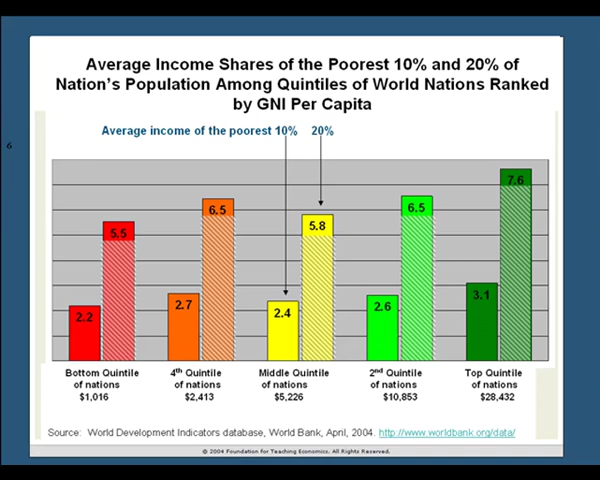 Average Income Shares of the Poorest 10% and 20% of
Nation's Population Among Quintiles of World Nations Ranked
by GNI Per Capita
Average income of the poorest 10% 20%
6
2.2 5.5 2.7 6.5 2.4 5.8 2.6 6.5 3.1 7.6
Bottom Quintile 4th Quintile Middle Quintile 2nd Quintile Top Quintile
of nations of nations of nations of nations of nations
$1,016 $2,413 $5,226 $10,853 $28,432
Source: World Development Indicators database, World Bank, April, 2004. http://www.worldbank.org/data/
© 2004 Foundation for Teaching Economics. All Rights Reserved.